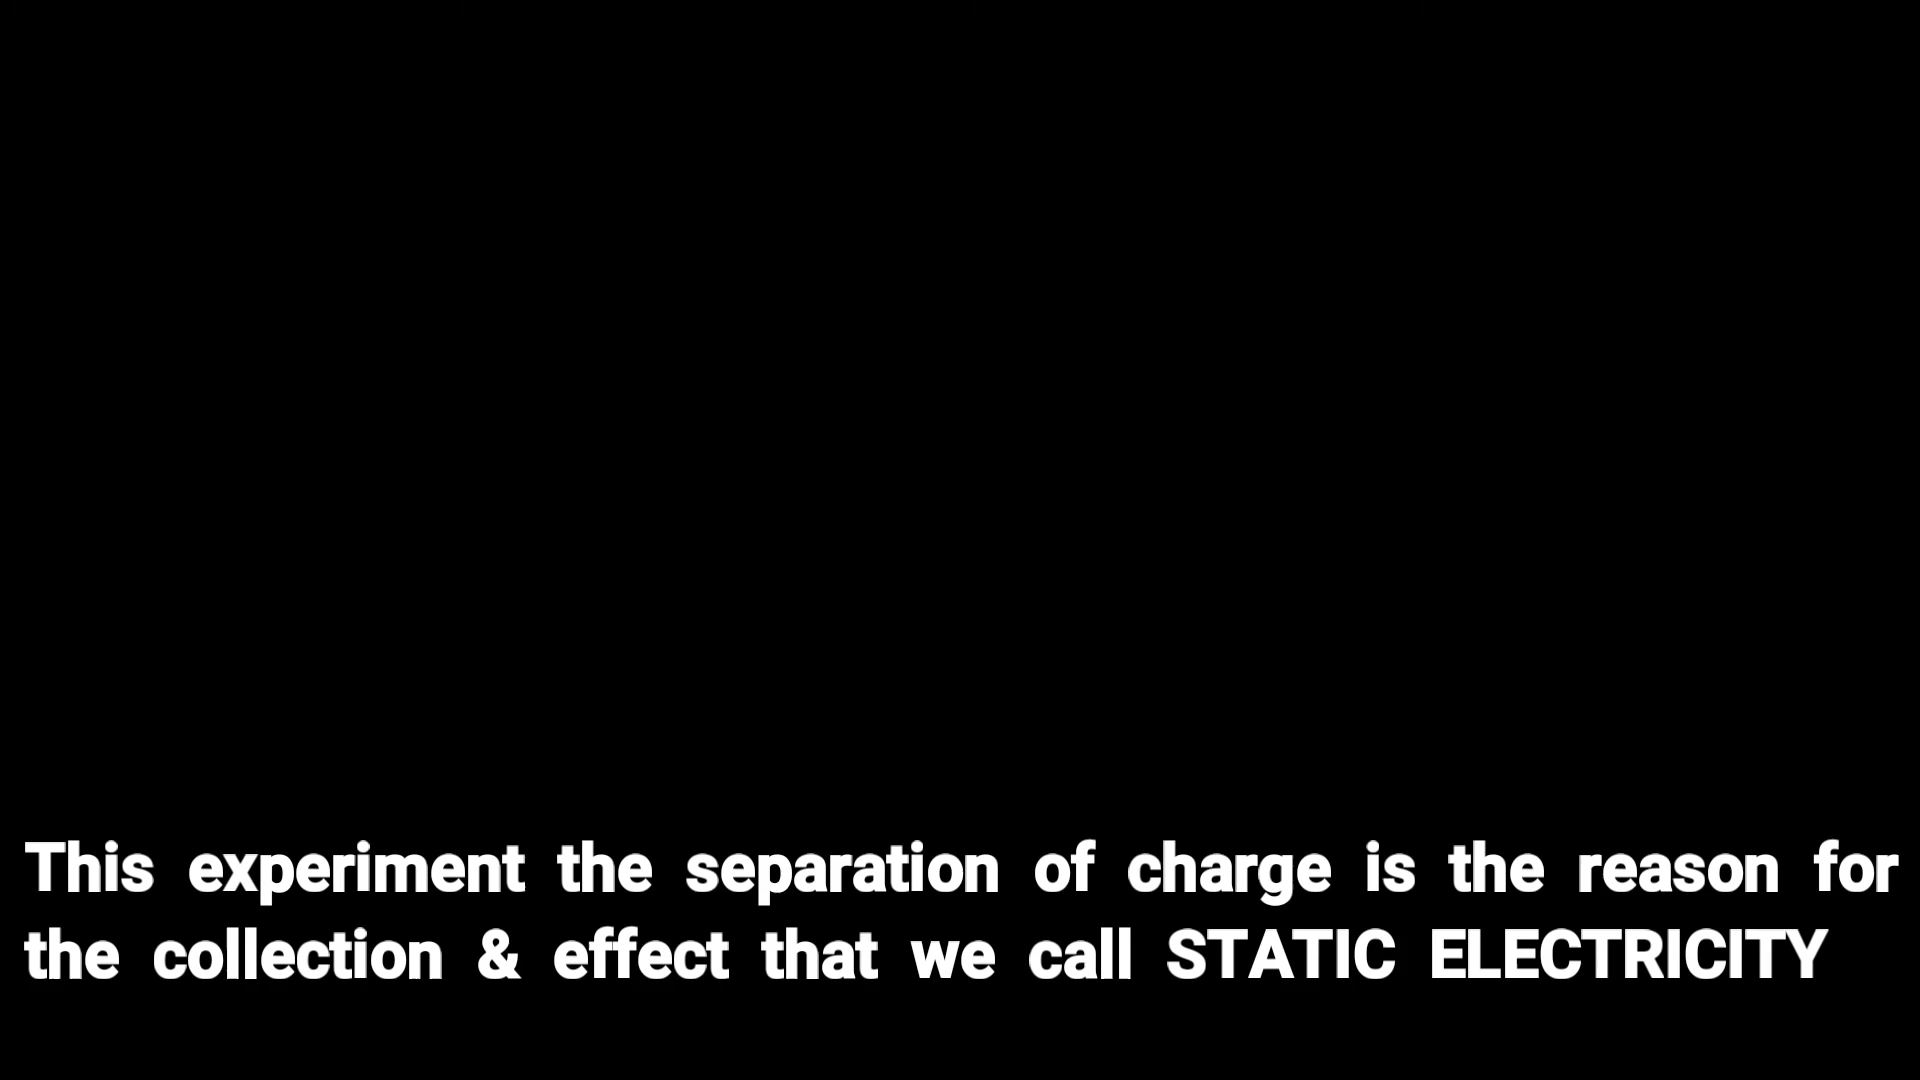 This experiment the separation of charge is the reason for
the collection & effect that we call STATIC ELECTRICITY